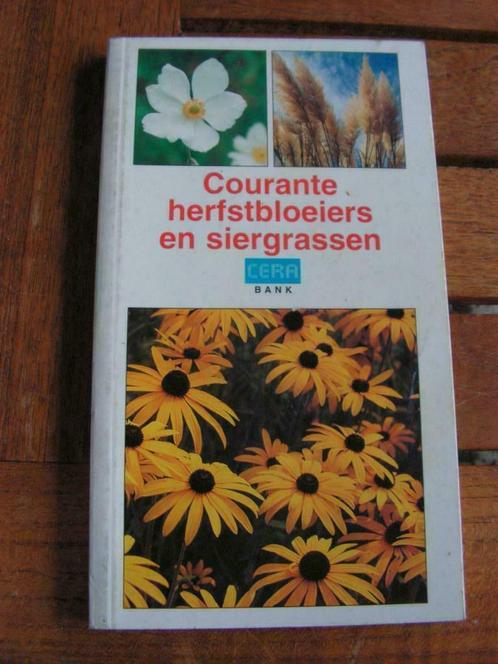 Courante
herfstbloeiers
en siergrassen
CERA
BANK